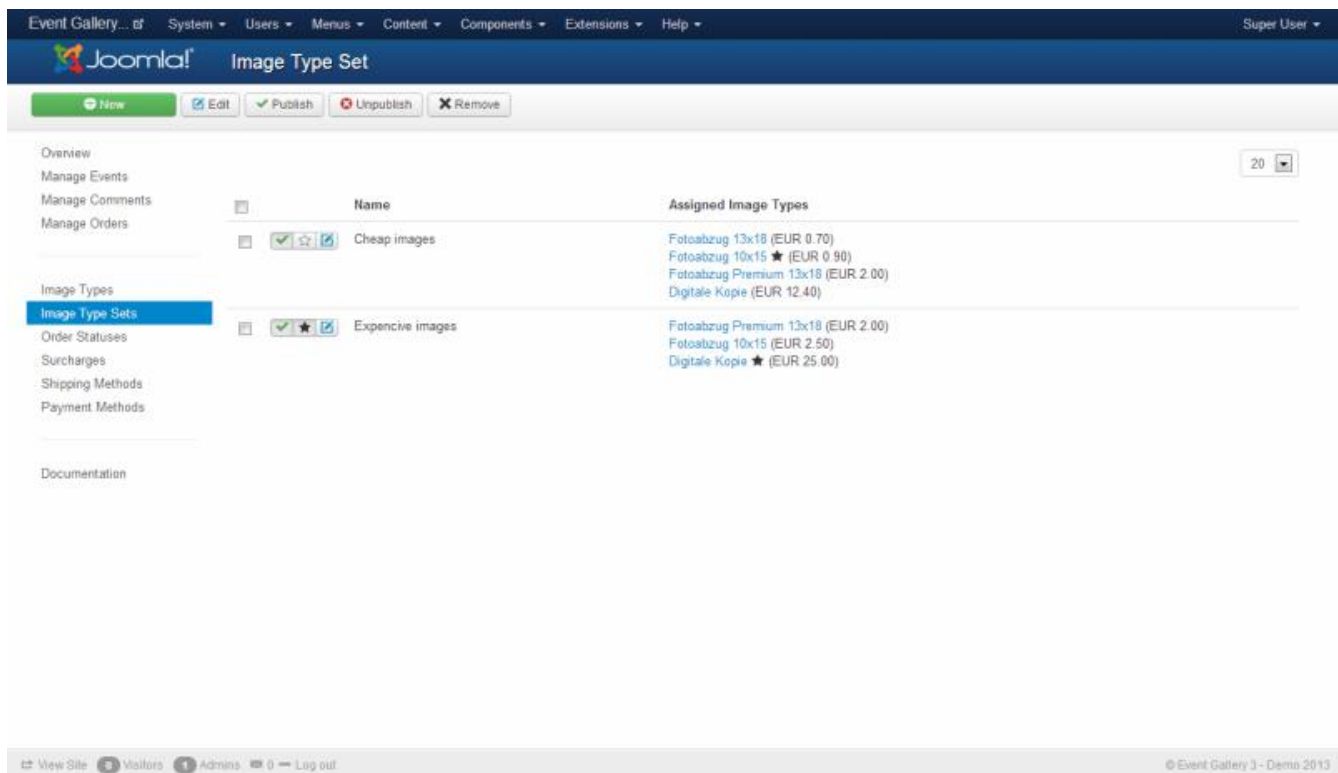 Event Gallery... System Users Menus Content Components Extensions Help Super User
Joomla! Image Type Set
New Edit Publish Unpublish Remove
Overview
Manage Events
Manage Comments
Manage Orders
Image Types
Image Type Sets
Order Statuses
Surcharges
Shipping Methods
Payment Methods
Documentation
20
Name Assigned Image Types
Cheap images
Fotoabzug 13x18 (EUR 0.70)
Fotoabzug 10x15 ★ (EUR 0.90)
Fotoabzug Premium 13x18 (EUR 2.00)
Digitale Kopie (EUR 12.40)
Expencive images
Fotoabzug Premium 13x18 (EUR 2.00)
Fotoabzug 10x15 (EUR 2.50)
Digitale Kopie ★ (EUR 25.00)
View Site Visitors 1 Admins 0 Log out © Event Gallery 3 - Demo 2013